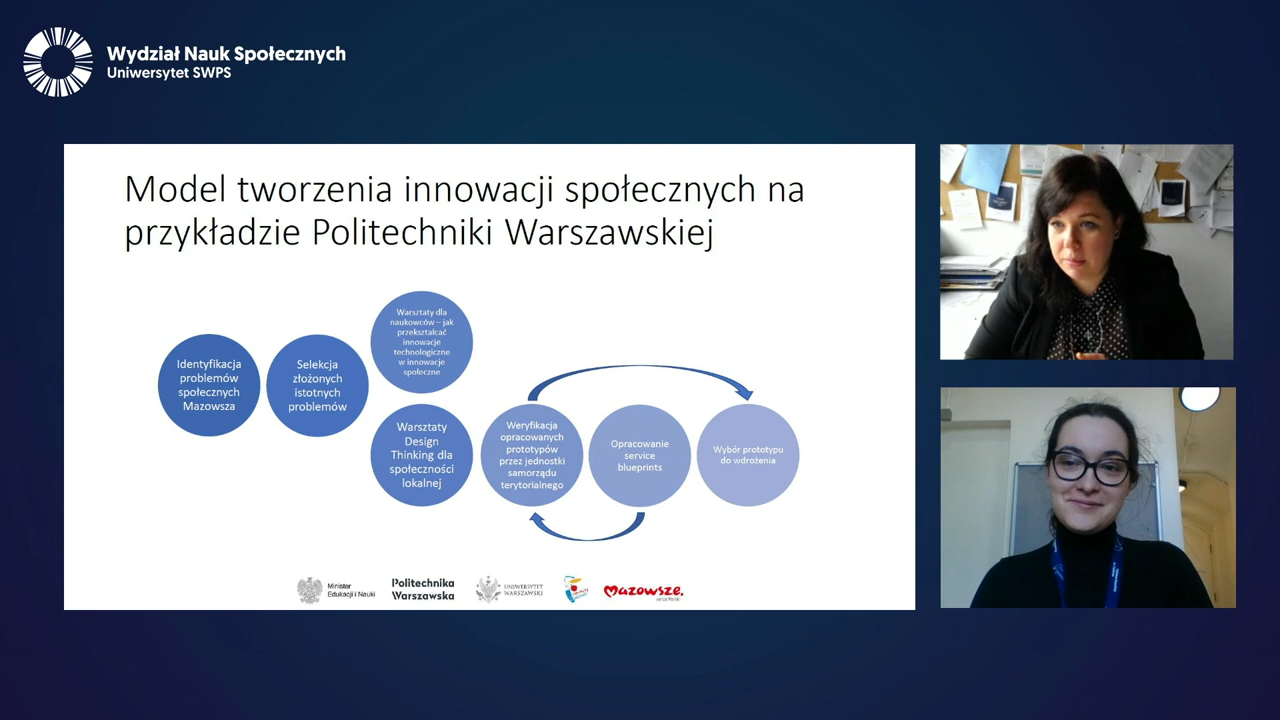 Wydział Nauk Społecznych
Uniwersytet SWPS
Model tworzenia innowacji społecznych na
przykładzie Politechniki Warszawskiej
Identyfikacja
problemów
społecznych
Mazowsza
Selekcja
złożonych
istotnych
problemów
Warsztaty dla
naukowców – jak
przekształcać
innowacje
technologiczne
w innowacje
społeczne
Warsztaty
Design
Thinking dla
społeczności
lokalnej
Weryfikacja
opracowanych
prototypów
przez jednostki
samorządu
terytorialnego
Opracowanie
service
blueprints
Wybór prototypu
do wdrożenia
Minister
Edukacji i Nauki
Politechnika
Warszawska
UNIWERSYTET
WARSZAWSKI
Mazowsze.
serce Polski